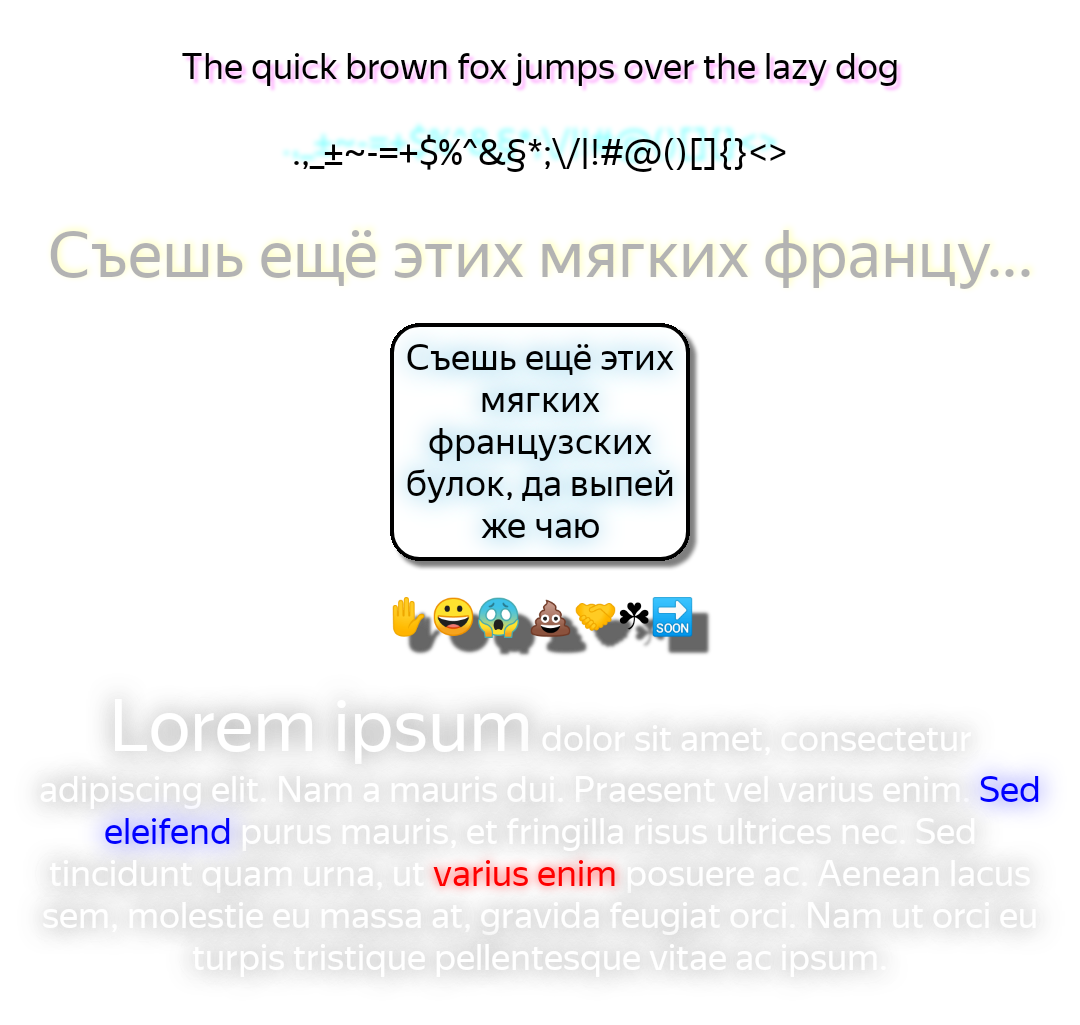 The quick brown fox jumps over the lazy dog
.,_±~-=+$%^&§*;\/|!#@()[]{}<>
Съешь ещё этих мягких францу...
Съешь ещё этих
мягких
французских
булок, да выпей
же чаю
✋😀😱💩🤝☘🔜
Lorem ipsum dolor sit amet, consectetur
adipiscing elit. Nam a mauris dui. Praesent vel varius enim. Sed
eleifend purus mauris, et fringilla risus ultrices nec. Sed
tincidunt quam urna, ut varius enim posuere ac. Aenean lacus
sem, molestie eu massa at, gravida feugiat orci. Nam ut orci eu
turpis tristique pellentesque vitae ac ipsum.